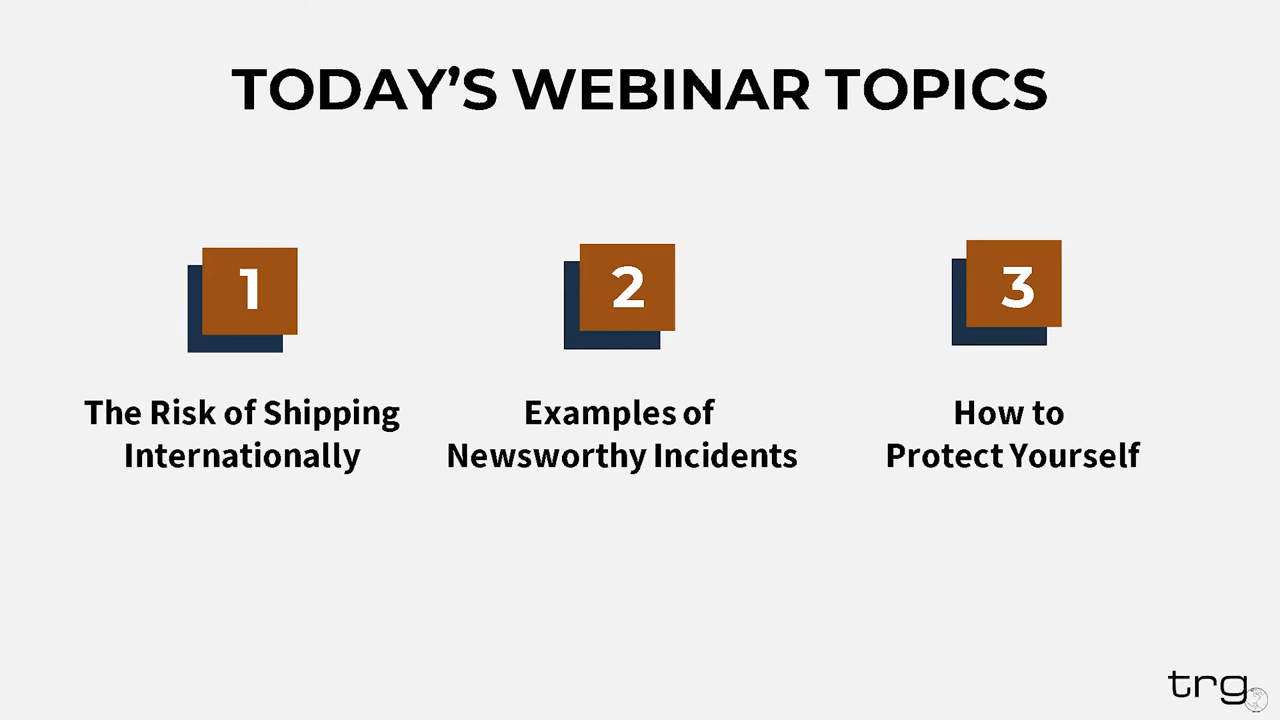 TODAY’S WEBINAR TOPICS
1
2
3
The Risk of Shipping
Internationally
Examples of
Newsworthy Incidents
How to
Protect Yourself
trg